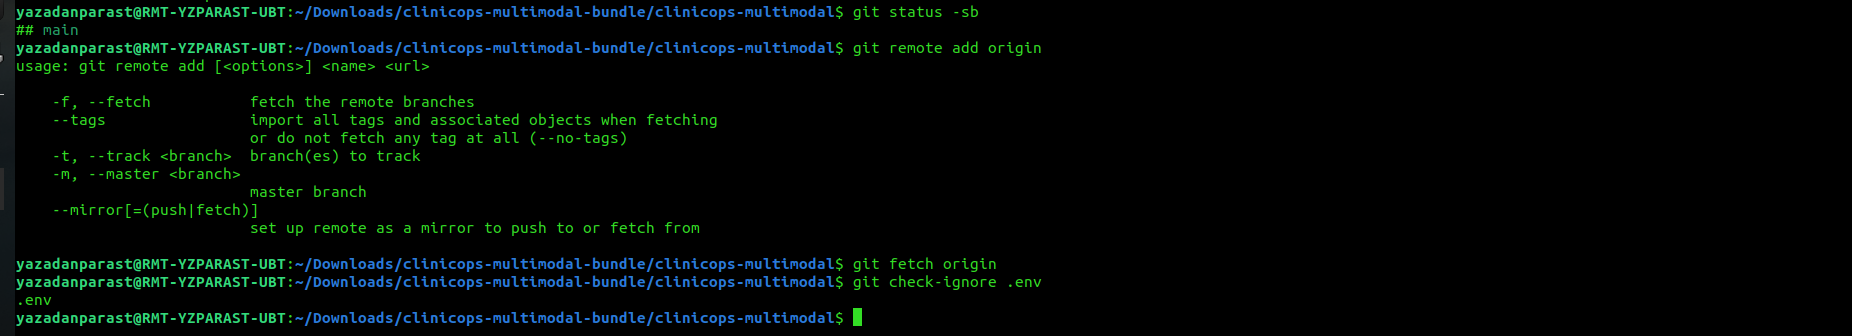 yazadanparast@RMT-YZPARAST-UBT:~/Downloads/clinicops-multimodal-bundle/clinicops-multimodal$ git status -sb
## main
yazadanparast@RMT-YZPARAST-UBT:~/Downloads/clinicops-multimodal-bundle/clinicops-multimodal$ git remote add origin
usage: git remote add [<options>] <name> <url>

    -f, --fetch           fetch the remote branches
    --tags                import all tags and associated objects when fetching
                          or do not fetch any tag at all (--no-tags)
    -t, --track <branch>  branch(es) to track
    -m, --master <branch>
                          master branch
    --mirror[=(push|fetch)]
                          set up remote as a mirror to push to or fetch from

yazadanparast@RMT-YZPARAST-UBT:~/Downloads/clinicops-multimodal-bundle/clinicops-multimodal$ git fetch origin
yazadanparast@RMT-YZPARAST-UBT:~/Downloads/clinicops-multimodal-bundle/clinicops-multimodal$ git check-ignore .env
.env
yazadanparast@RMT-YZPARAST-UBT:~/Downloads/clinicops-multimodal-bundle/clinicops-multimodal$